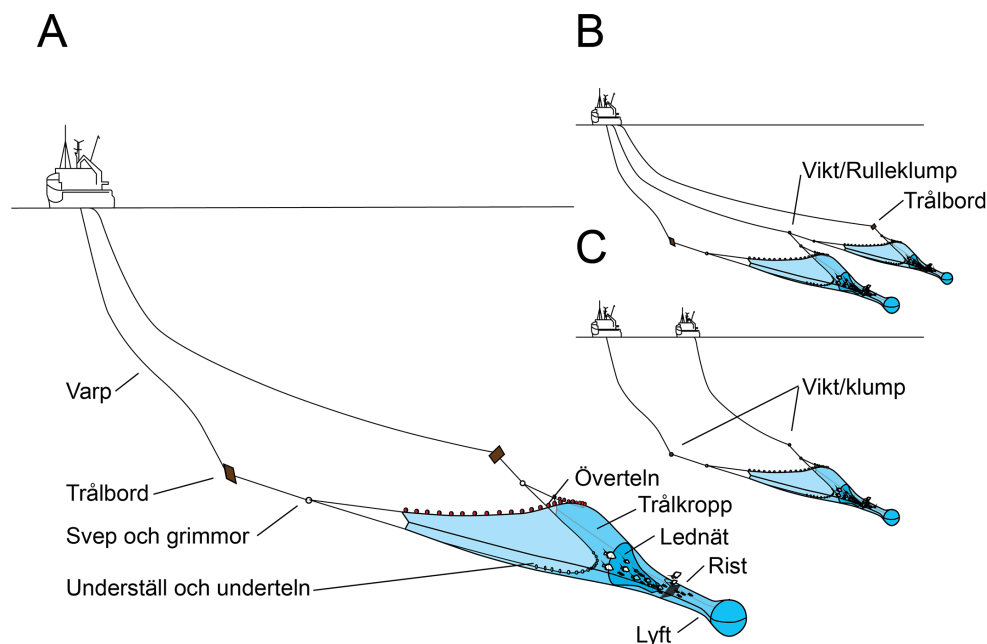 A
B
Vikt/Rulleklump
Trålbord
C
Varp
Vikt/klump
Trålbord
Överteln
Svep och grimmor
Trålkropp
Lednät
Rist
Underställ och underteln
Lyft